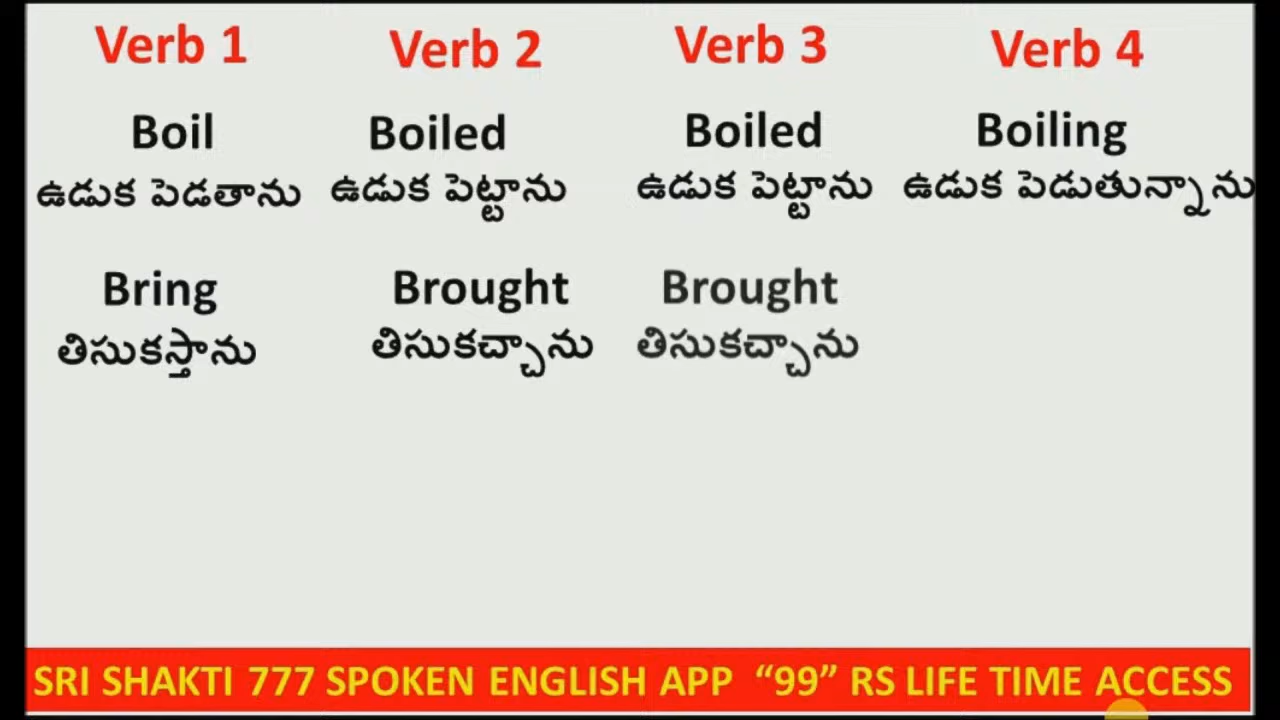 Verb 1 Verb 2 Verb 3 Verb 4
Boil Boiled Boiled Boiling
ఉడుక పెడతాను ఉడుక పెట్టాను ఉడుక పెట్టాను ఉడుక పెడుతున్నాను
Bring Brought Brought
తిసుకస్తాను తిసుకచ్చాను తిసుకచ్చాను
SRI SHAKTI 777 SPOKEN ENGLISH APP “99” RS LIFE TIME ACCESS